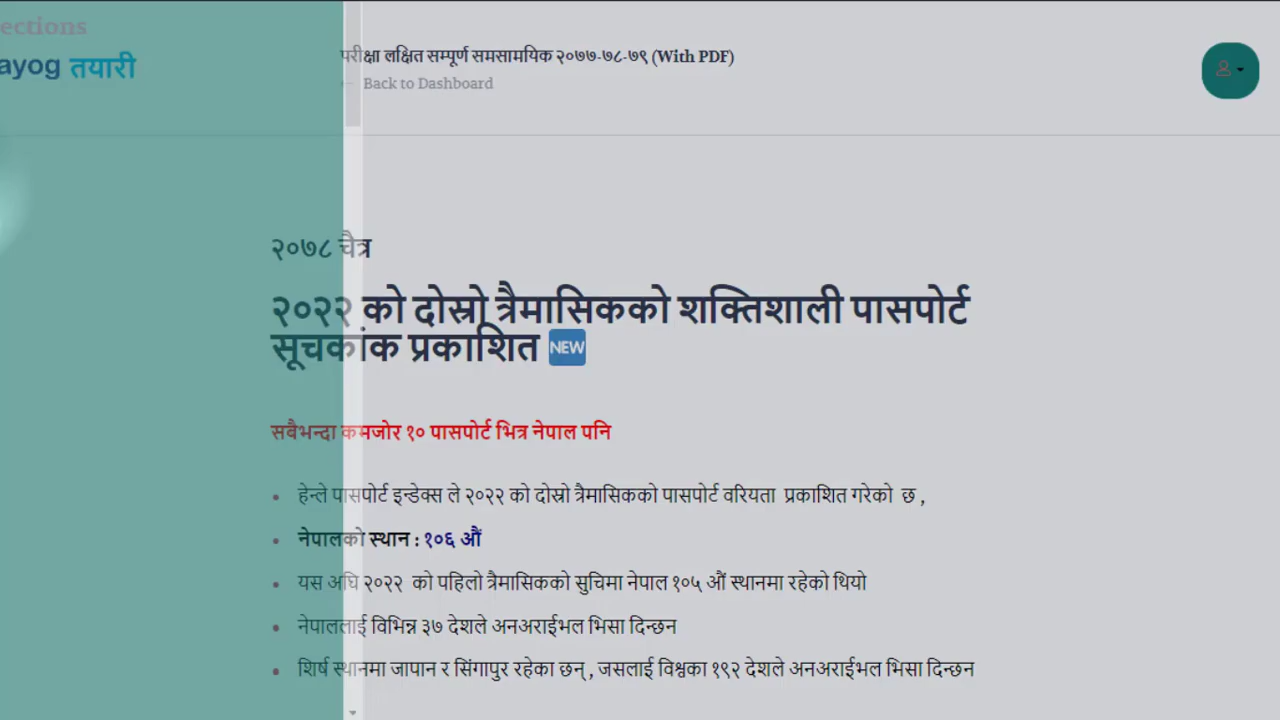 ections
ayog तयारी
परीक्षा लक्षित सम्पूर्ण समसामयिक २०७७-७८-७९ (With PDF)
← Back to Dashboard
२०७८ चैत्र
२०२२ को दोस्रो त्रैमासिकको शक्तिशाली पासपोर्ट
सूचकांक प्रकाशित NEW
सबैभन्दा कमजोर १० पासपोर्ट भित्र नेपाल पनि
• हेन्ले पासपोर्ट इन्डेक्स ले २०२२ को दोस्रो त्रैमासिकको पासपोर्ट वरियता प्रकाशित गरेको छ ,
• नेपालको स्थान : १०६ औं
• यस अघि २०२२ को पहिलो त्रैमासिकको सुचिमा नेपाल १०५ औं स्थानमा रहेको थियो
• नेपाललाई विभिन्न ३७ देशले अनअराईभल भिसा दिन्छन
• शिर्ष स्थानमा जापान र सिंगापुर रहेका छन् , जसलाई विश्वका १९२ देशले अनअराईभल भिसा दिन्छन